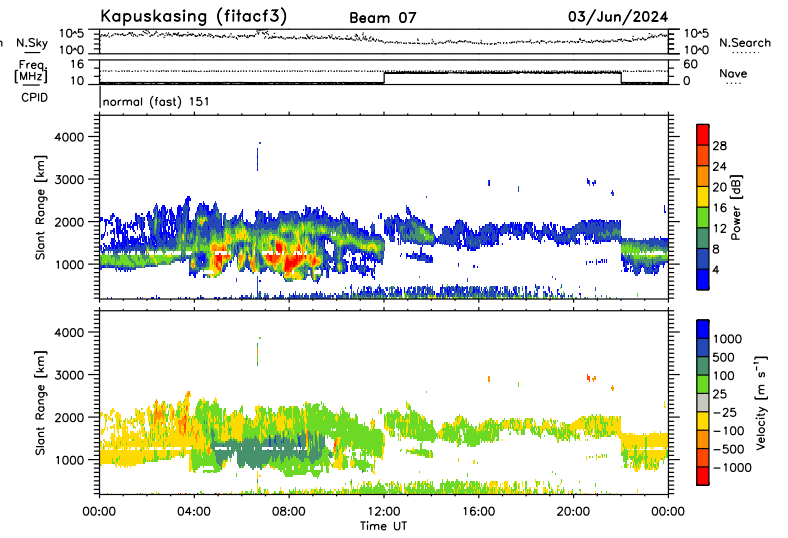 Kapuskasing (fitacf3) Beam 07 03/Jun/2024
N.Sky 10^5 10^0 10^5 10^0 N.Search
Freq. [MHz] 16 10 60 0 Nave
CPID normal (fast) 151
Slant Range [km] 4000 3000 2000 1000
28 24 20 16 12 8 4 Power [dB]
Slant Range [km] 4000 3000 2000 1000
1000 500 100 25 -25 -100 -500 -1000 Velocity [m s⁻¹]
00:00 04:00 08:00 12:00 16:00 20:00 00:00
Time UT